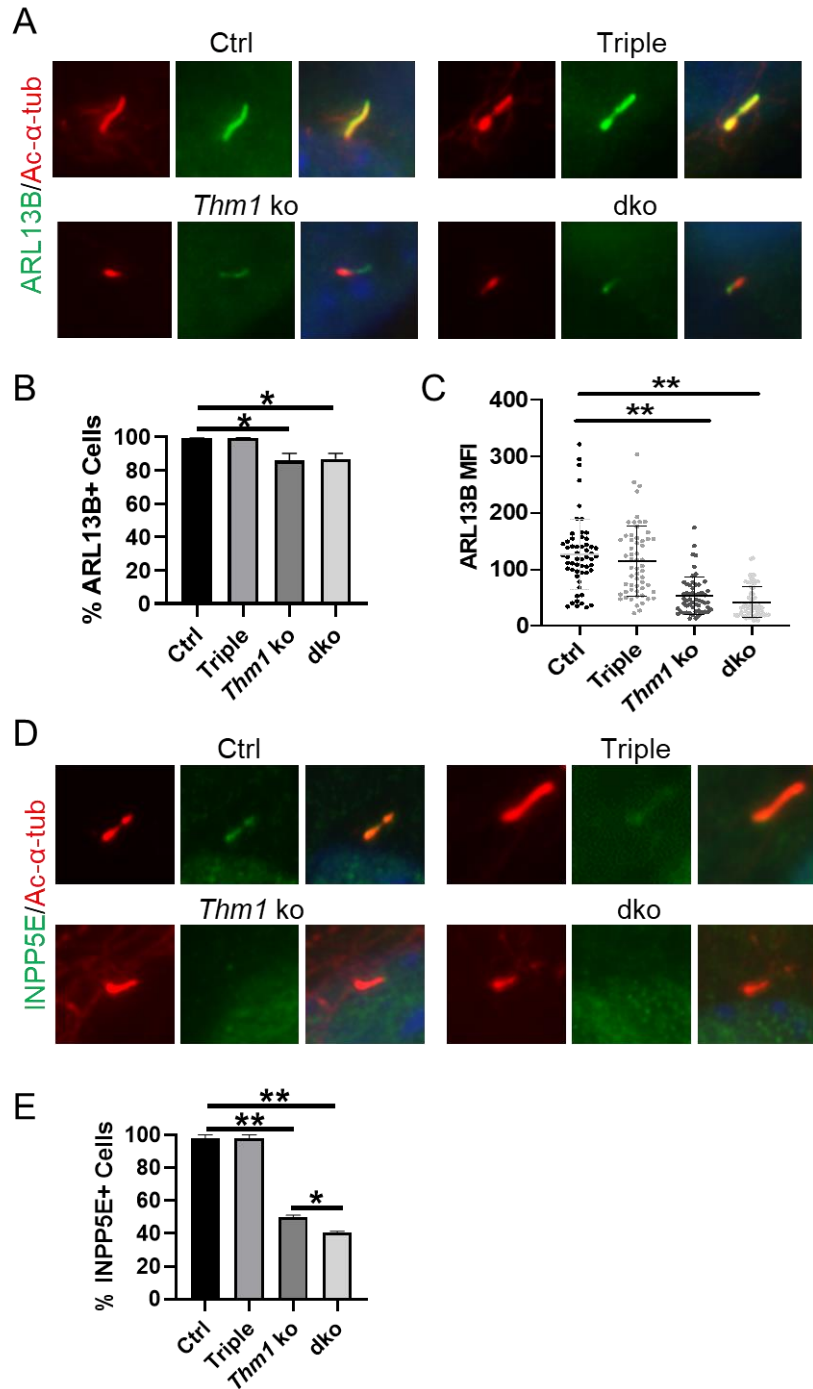 A
Ctrl
Triple
ARL13B/Ac-α-tub
Thm1 ko
dko
B
% ARL13B+ Cells
100
80
60
40
20
0
*
*
Ctrl
Triple
Thm1 ko
dko
C
ARL13B MFI
400
300
200
100
0
**
**
Ctrl
Triple
Thm1 ko
dko
D
Ctrl
Triple
INPP5E/Ac-α-tub
Thm1 ko
dko
E
% INPP5E+ Cells
100
80
60
40
20
0
**
**
*
Ctrl
Triple
Thm1 ko
dko